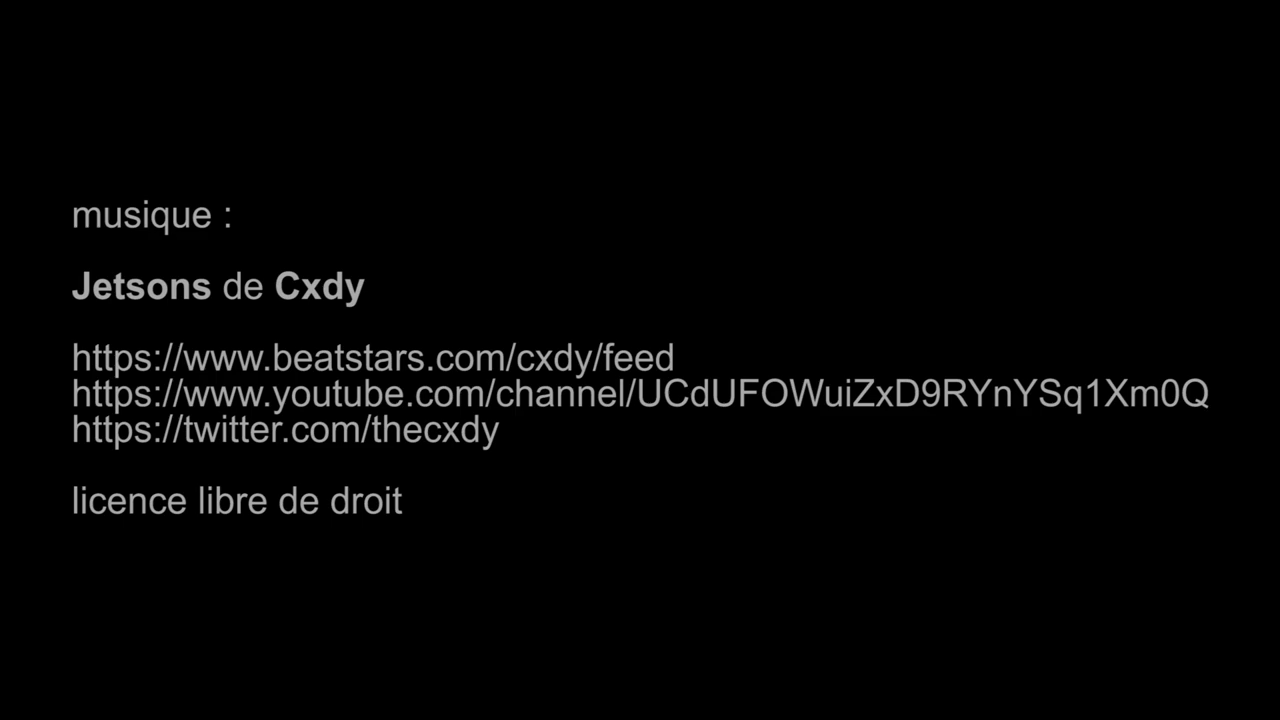 musique :
Jetsons de Cxdy
https://www.beatstars.com/cxdy/feed
https://www.youtube.com/channel/UCdUFOWuiZxD9RYnYSq1Xm0Q
https://twitter.com/thecxdy
licence libre de droit